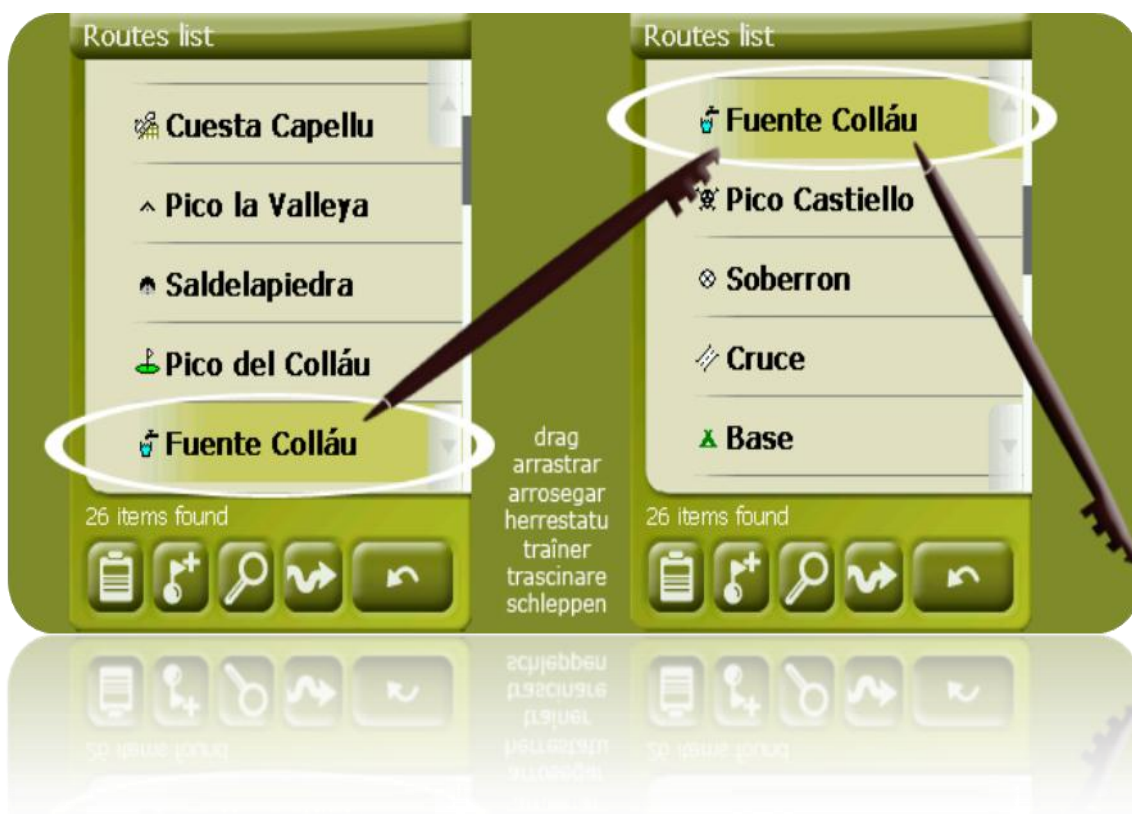 Routes list
Cuesta Capellu
Pico la Valleya
Saldelapiedra
Pico del Colláu
Fuente Colláu
26 items found
drag
arrastrar
arrosegar
herrestatu
traîner
trascinare
schleppen
Routes list
Fuente Colláu
Pico Castiello
Soberron
Cruce
Base
26 items found